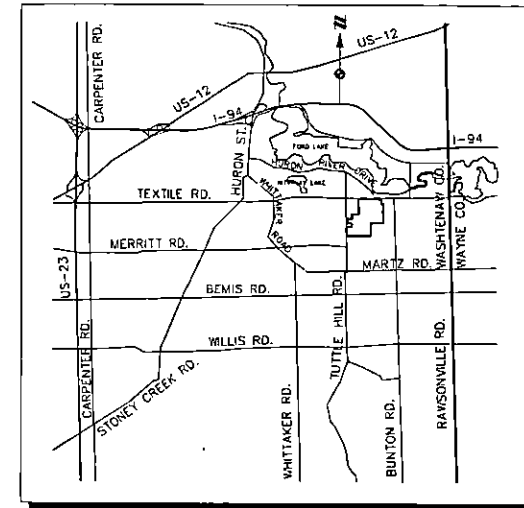 CARPENTER RD.
US-12
US-12
I-94
I-94
HURON ST.
FORD LAKE
HURON RIVER DRIVE
TEXTILE RD.
WHITTAKER ROAD
MERRITT RD.
MARTZ RD.
WASHTENAW CO.
WAYNE CO.
US-23
BEMIS RD.
WILLIS RD.
CARPENTER RD.
STONEY CREEK RD.
WHITTAKER RD.
TUTTLE HILL RD.
BUNTON RD.
RAWSONVILLE RD.